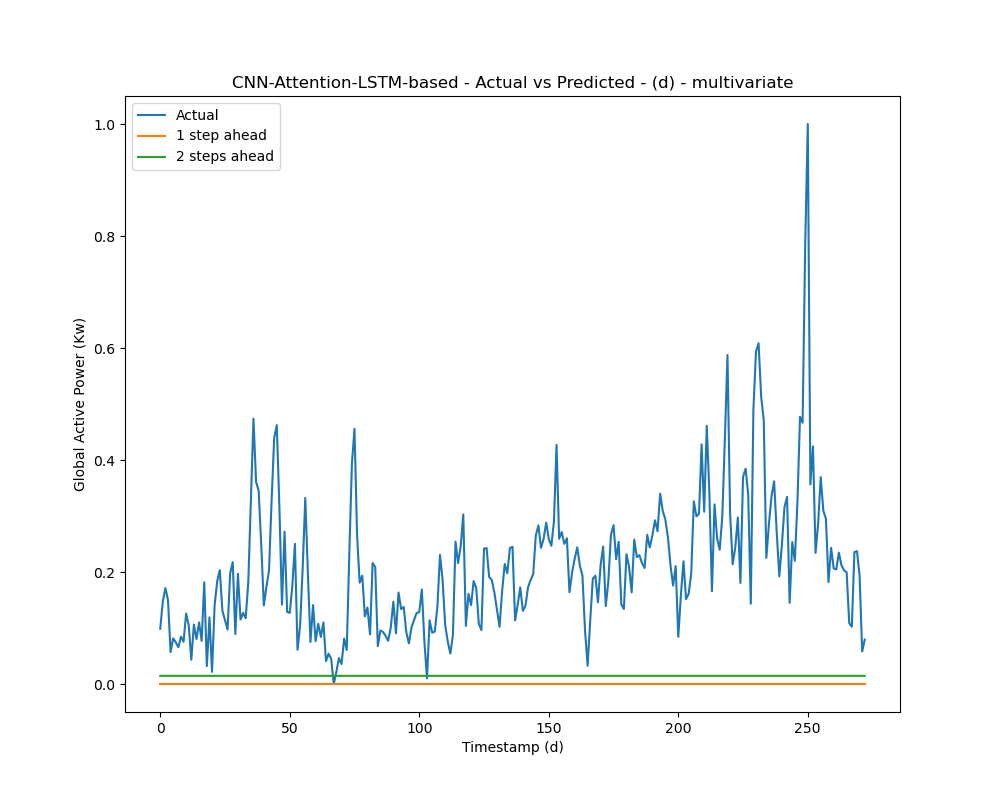 CNN-Attention-LSTM-based - Actual vs Predicted - (d) - multivariate
Actual
1 step ahead
2 steps ahead
Global Active Power (Kw)
1.0
0.8
0.6
0.4
0.2
0.0
0 50 100 150 200 250
Timestamp (d)